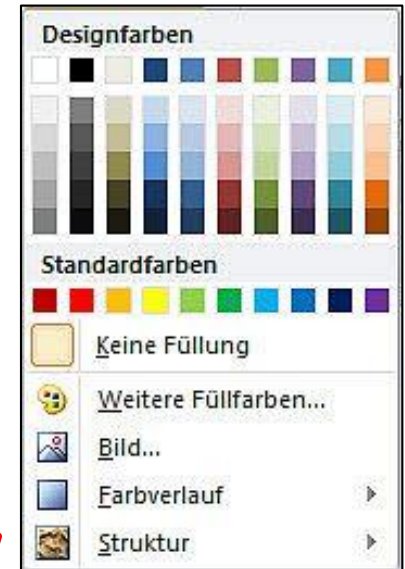 Designfarben
Standardfarben
Keine Füllung
Weitere Füllfarben...
Bild...
Farbverlauf
Struktur